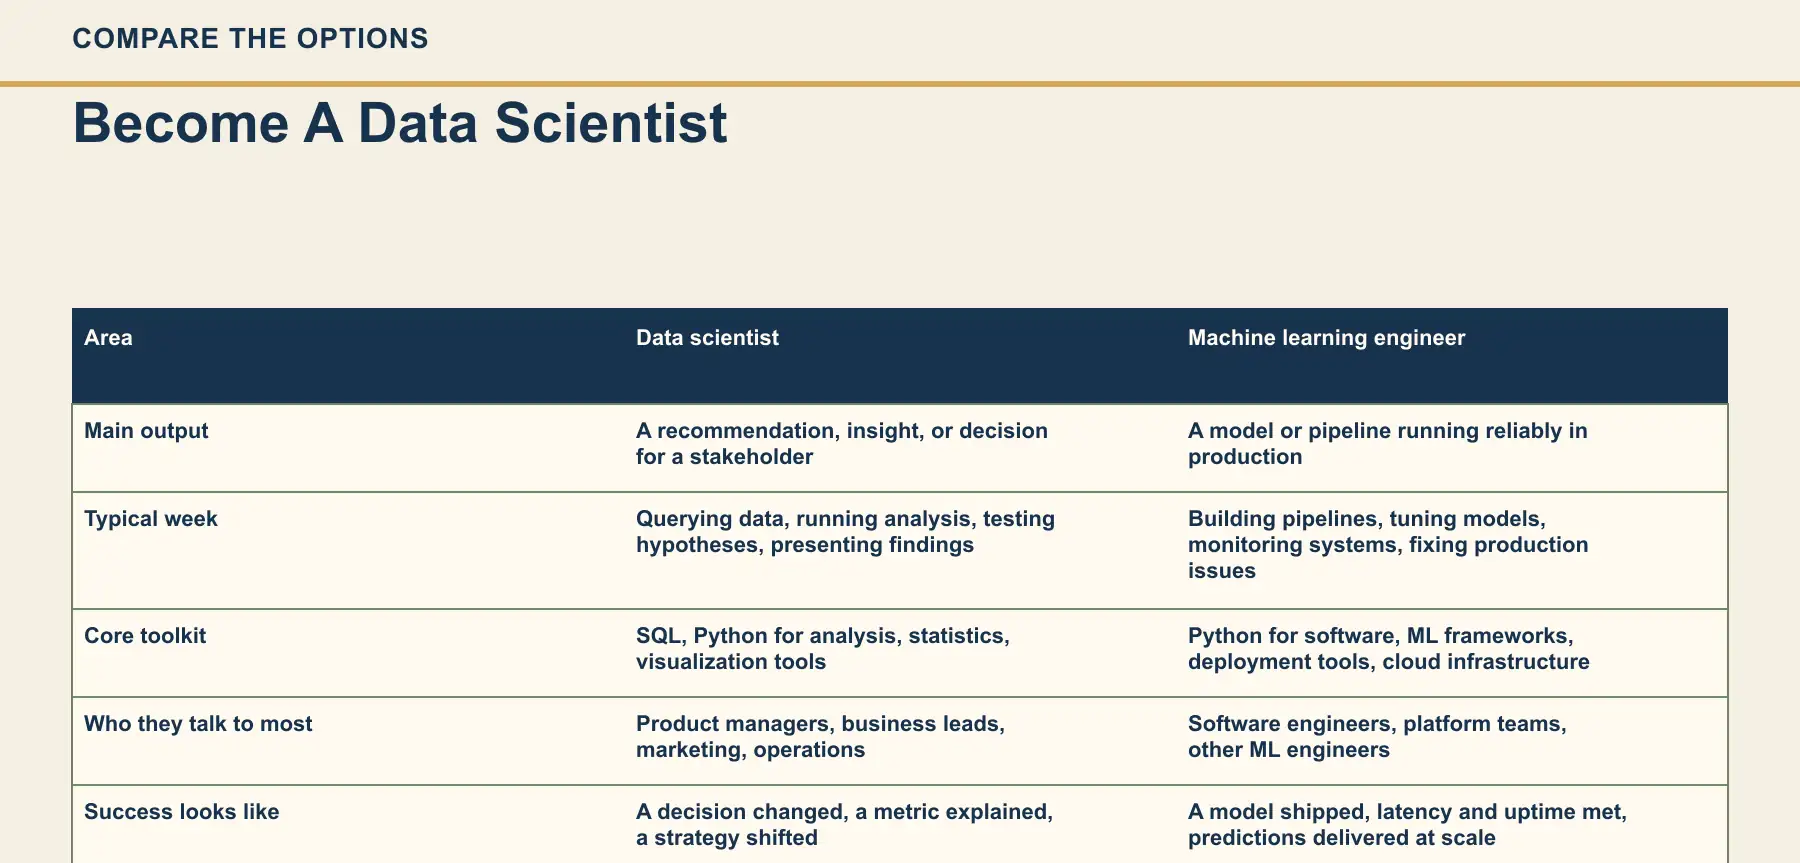 COMPARE THE OPTIONS
Become A Data Scientist
Area
Data scientist
Machine learning engineer
Main output
A recommendation, insight, or decision
for a stakeholder
A model or pipeline running reliably in
production
Typical week
Querying data, running analysis, testing
hypotheses, presenting findings
Building pipelines, tuning models,
monitoring systems, fixing production
issues
Core toolkit
SQL, Python for analysis, statistics,
visualization tools
Python for software, ML frameworks,
deployment tools, cloud infrastructure
Who they talk to most
Product managers, business leads,
marketing, operations
Software engineers, platform teams,
other ML engineers
Success looks like
A decision changed, a metric explained,
a strategy shifted
A model shipped, latency and uptime met,
predictions delivered at scale